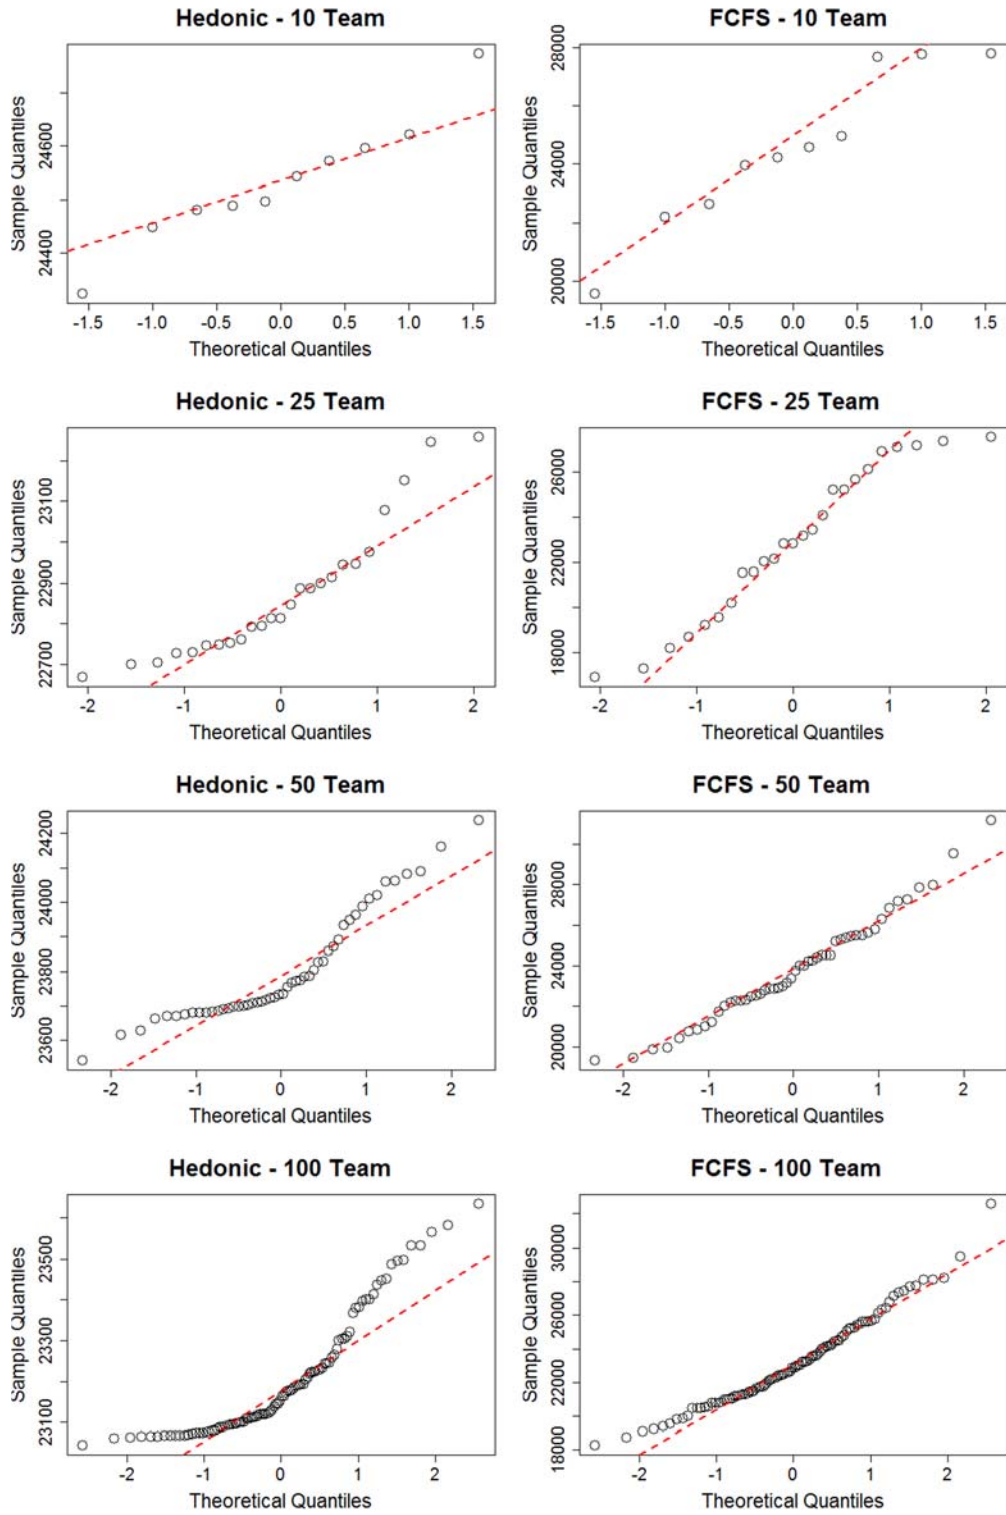 Hedonic - 10 Team
Sample Quantiles
24400 24600
-1.5 -1.0 -0.5 0.0 0.5 1.0 1.5
Theoretical Quantiles
FCFS - 10 Team
Sample Quantiles
20000 24000 28000
-1.5 -1.0 -0.5 0.0 0.5 1.0 1.5
Theoretical Quantiles
Hedonic - 25 Team
Sample Quantiles
22700 22900 23100
-2 -1 0 1 2
Theoretical Quantiles
FCFS - 25 Team
Sample Quantiles
18000 22000 26000
-2 -1 0 1 2
Theoretical Quantiles
Hedonic - 50 Team
Sample Quantiles
23600 23800 24000 24200
-2 -1 0 1 2
Theoretical Quantiles
FCFS - 50 Team
Sample Quantiles
20000 24000 28000
-2 -1 0 1 2
Theoretical Quantiles
Hedonic - 100 Team
Sample Quantiles
23100 23300 23500
-2 -1 0 1 2
Theoretical Quantiles
FCFS - 100 Team
Sample Quantiles
18000 22000 26000 30000
-2 -1 0 1 2
Theoretical Quantiles